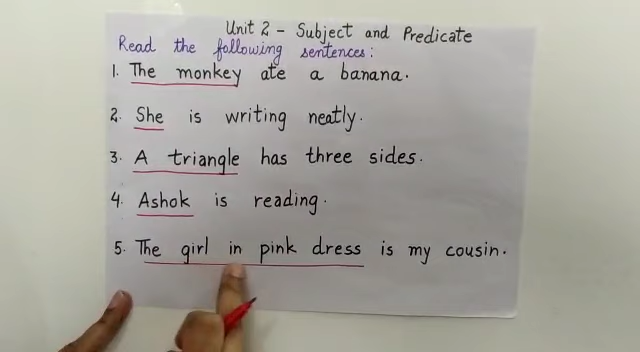 Unit 2 - Subject and Predicate
Read the following sentences:
1. The monkey ate a banana.
2. She is writing neatly.
3. A triangle has three sides.
4. Ashok is reading.
5. The girl in pink dress is my cousin.